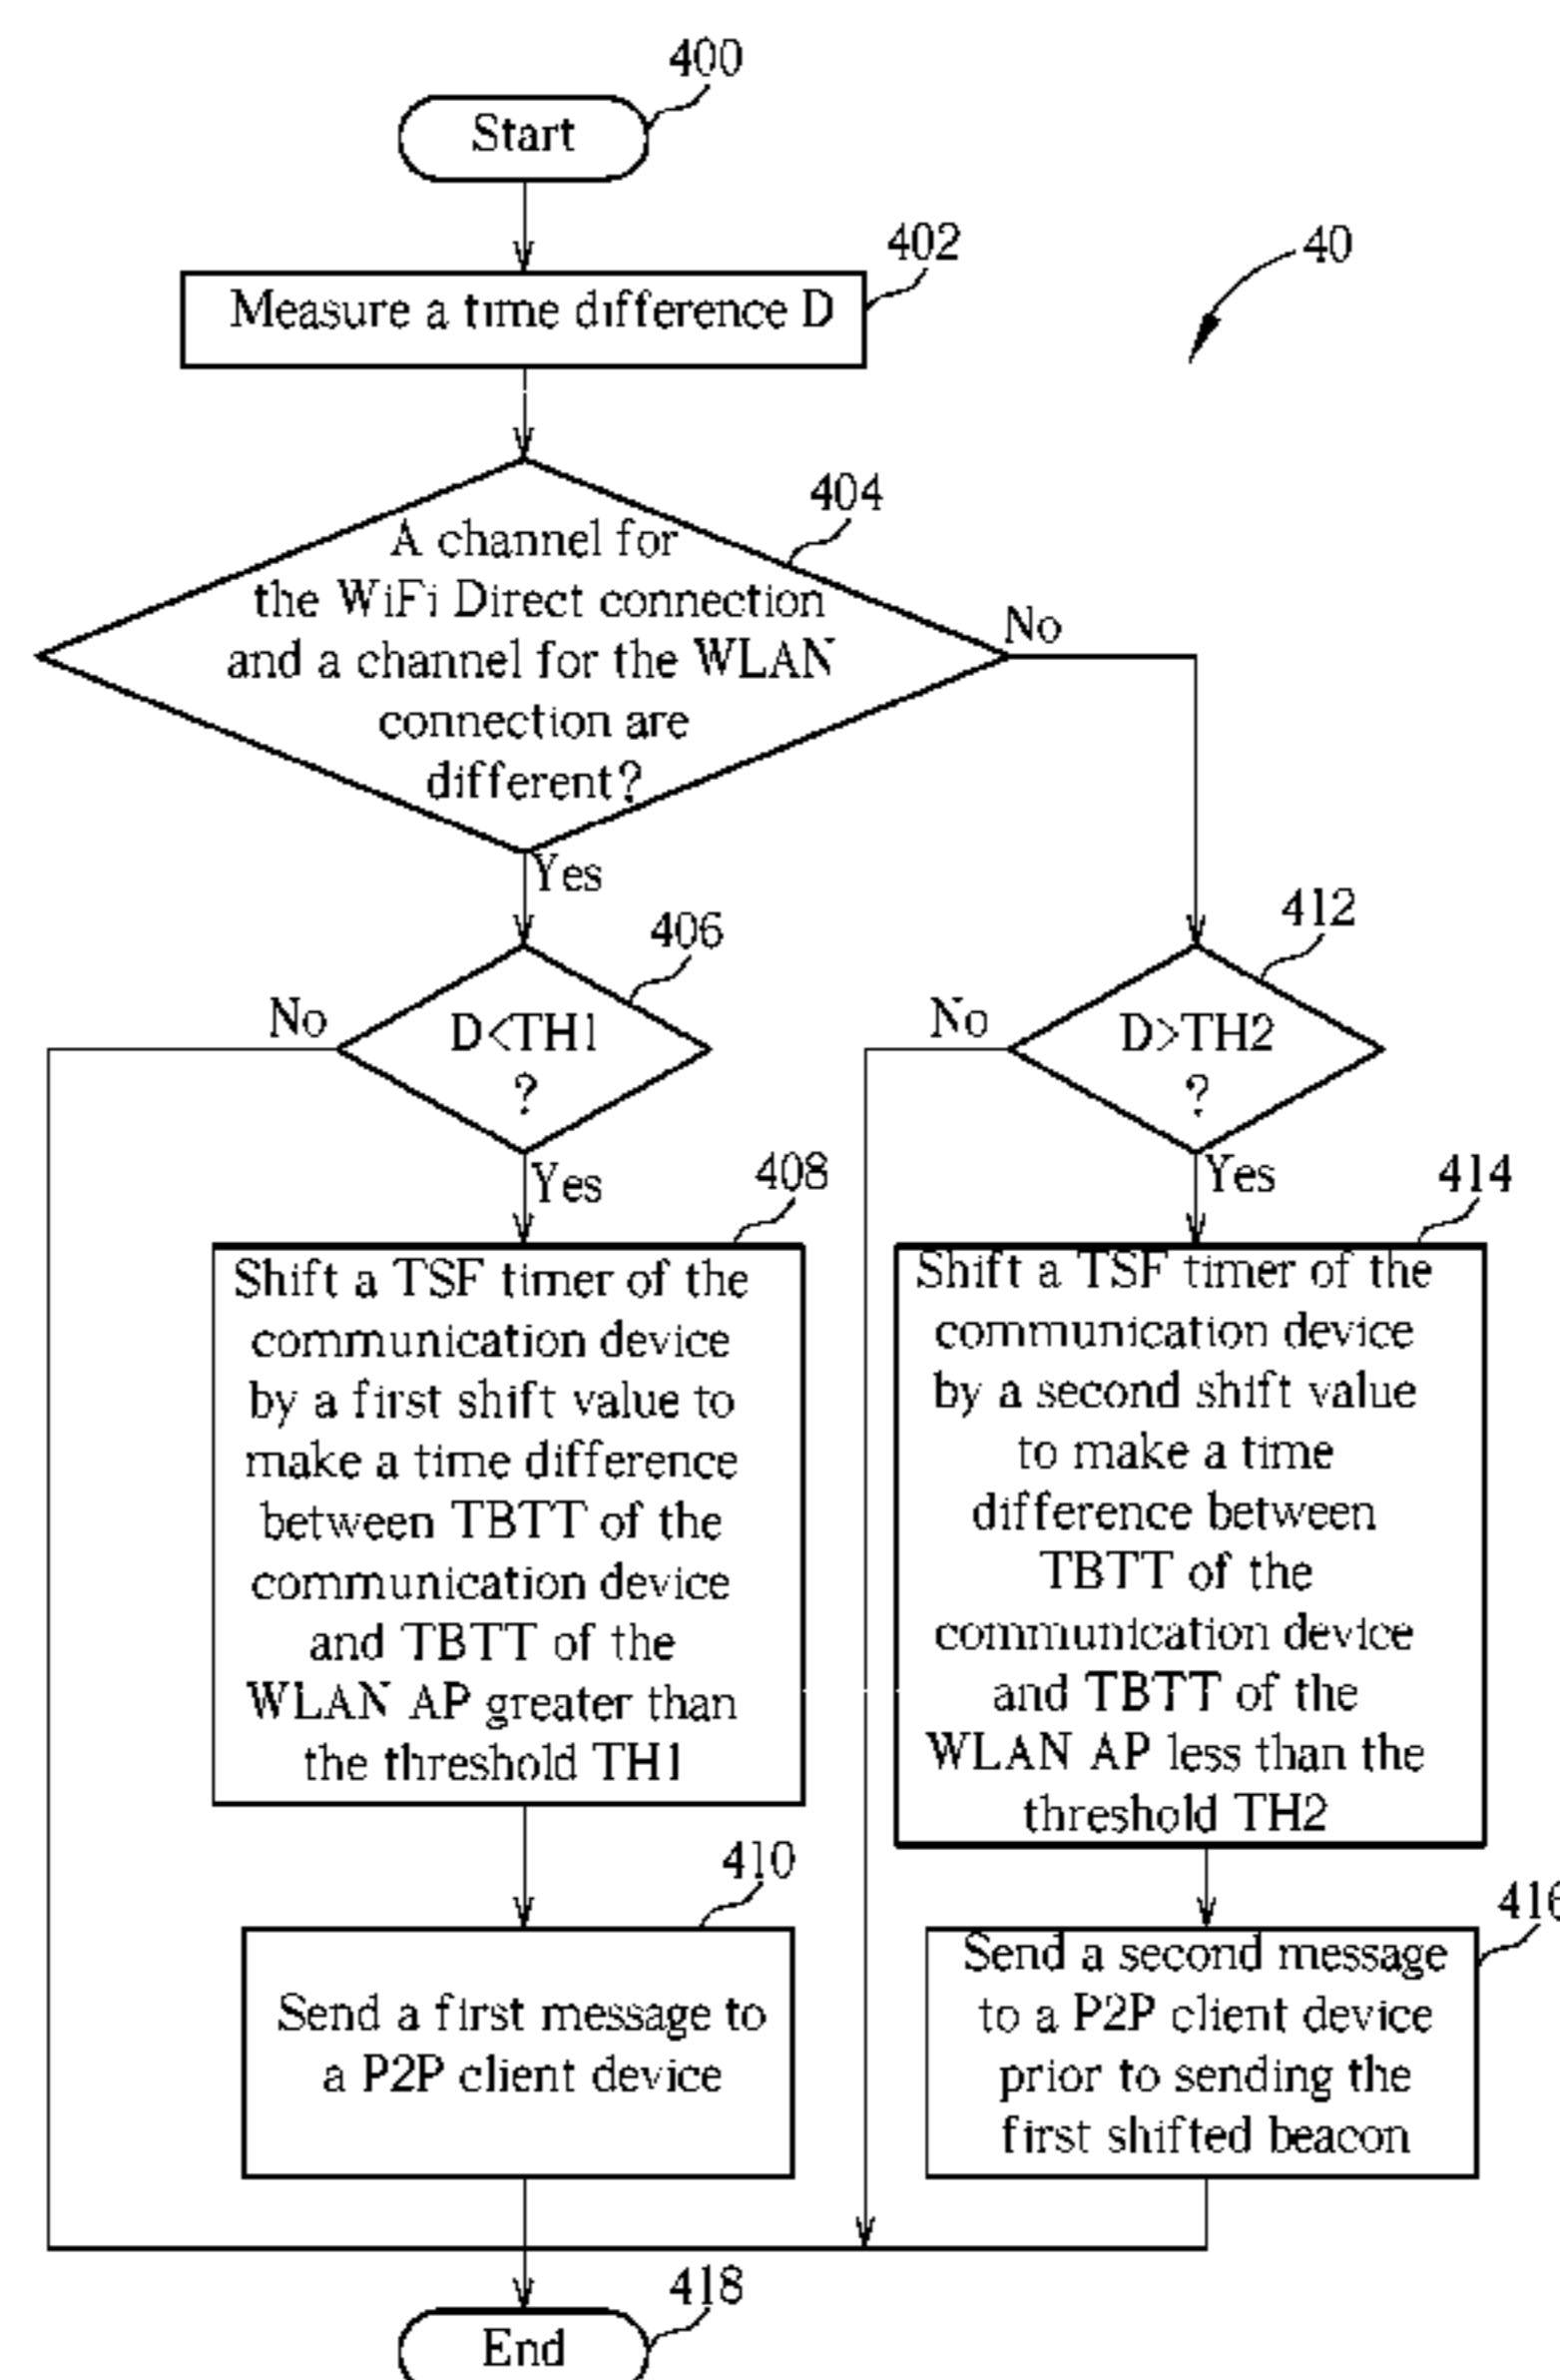 400
Start
402
40
Measure a time difference D
404
A channel for
the WiFi Direct connection
and a channel for the WLAN
connection are
different?
No
Yes
406
412
No
D<TH1
?
No
D>TH2
?
Yes
408
Yes
414
Shift a TSF timer of the
communication device
by a first shift value to
make a time difference
between TBTT of the
communication device
and TBTT of the
WLAN AP greater than
the threshold TH1
Shift a TSF timer of the
communication device
by a second shift value
to make a time
difference between
TBTT of the
communication device
and TBTT of the
WLAN AP less than the
threshold TH2
410
416
Send a first message to
a P2P client device
Send a second message
to a P2P client device
prior to sending the
first shifted beacon
418
End